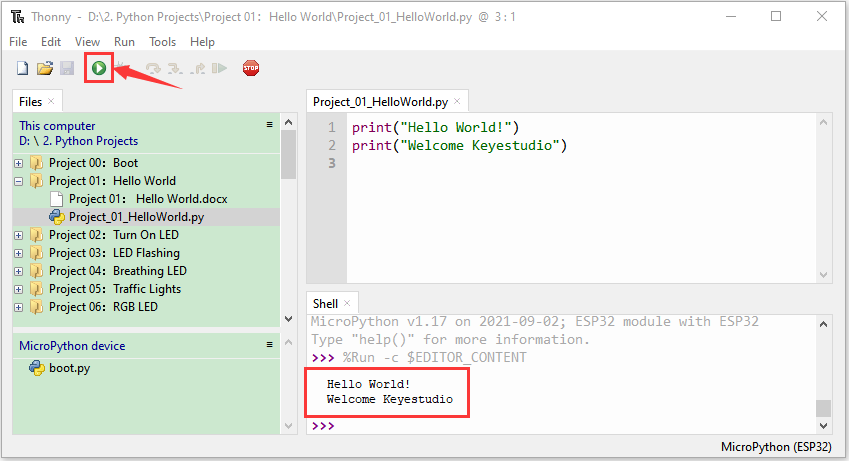 Thonny - D:\2. Python Projects\Project 01：Hello World\Project_01_HelloWorld.py @ 3 : 1
File Edit View Run Tools Help
STOP
Files ×
This computer
D: \ 2. Python Projects
Project 00：Boot
Project 01：Hello World
Project 01： Hello World.docx
Project_01_HelloWorld.py
Project 02：Turn On LED
Project 03：LED Flashing
Project 04：Breathing LED
Project 05：Traffic Lights
Project 06：RGB LED
MicroPython device
boot.py
Project_01_HelloWorld.py ×
1 print("Hello World!")
2 print("Welcome Keyestudio")
3
Shell ×
MicroPython v1.17 on 2021-09-02; ESP32 module with ESP32
Type "help()" for more information.
>>> %Run -c $EDITOR_CONTENT
Hello World!
Welcome Keyestudio
>>>
MicroPython (ESP32)